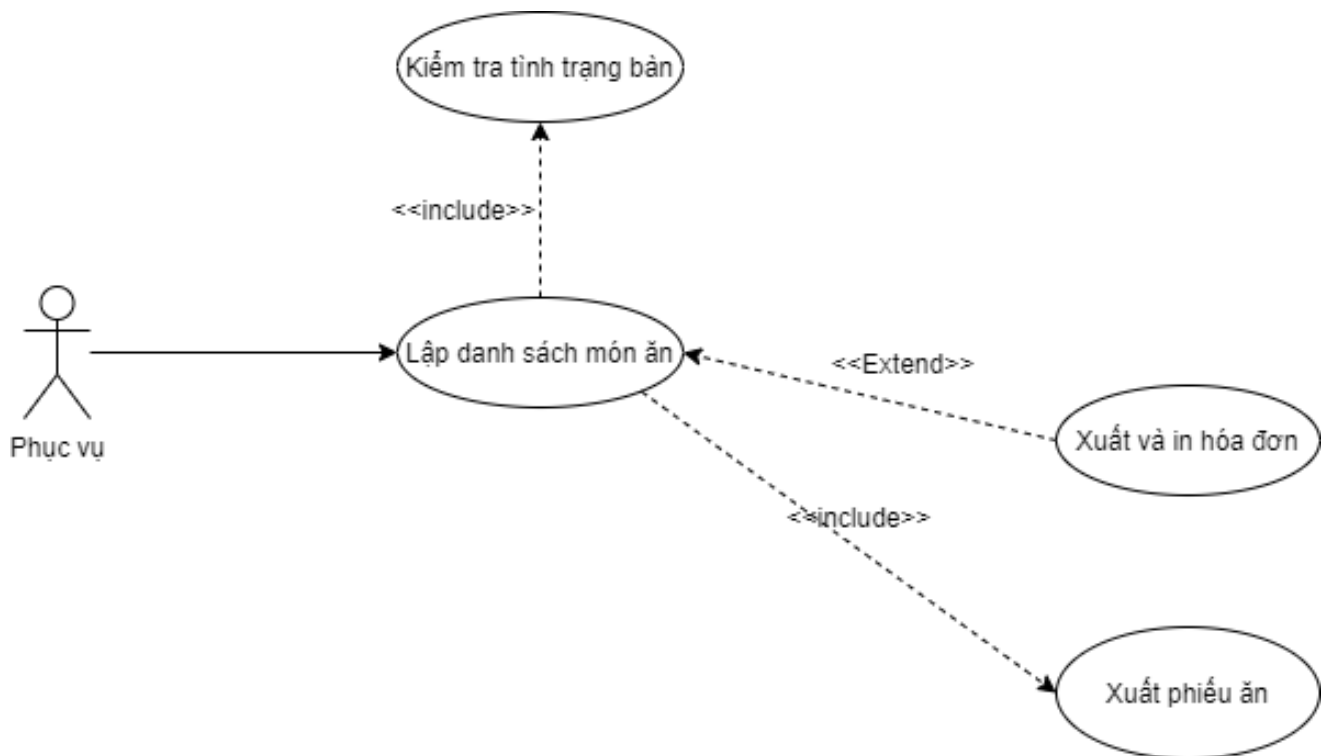 Kiểm tra tình trạng bàn
<<include>>
Lập danh sách món ăn
<<Extend>>
Xuất và in hóa đơn
Phục vụ
<<include>>
Xuất phiếu ăn